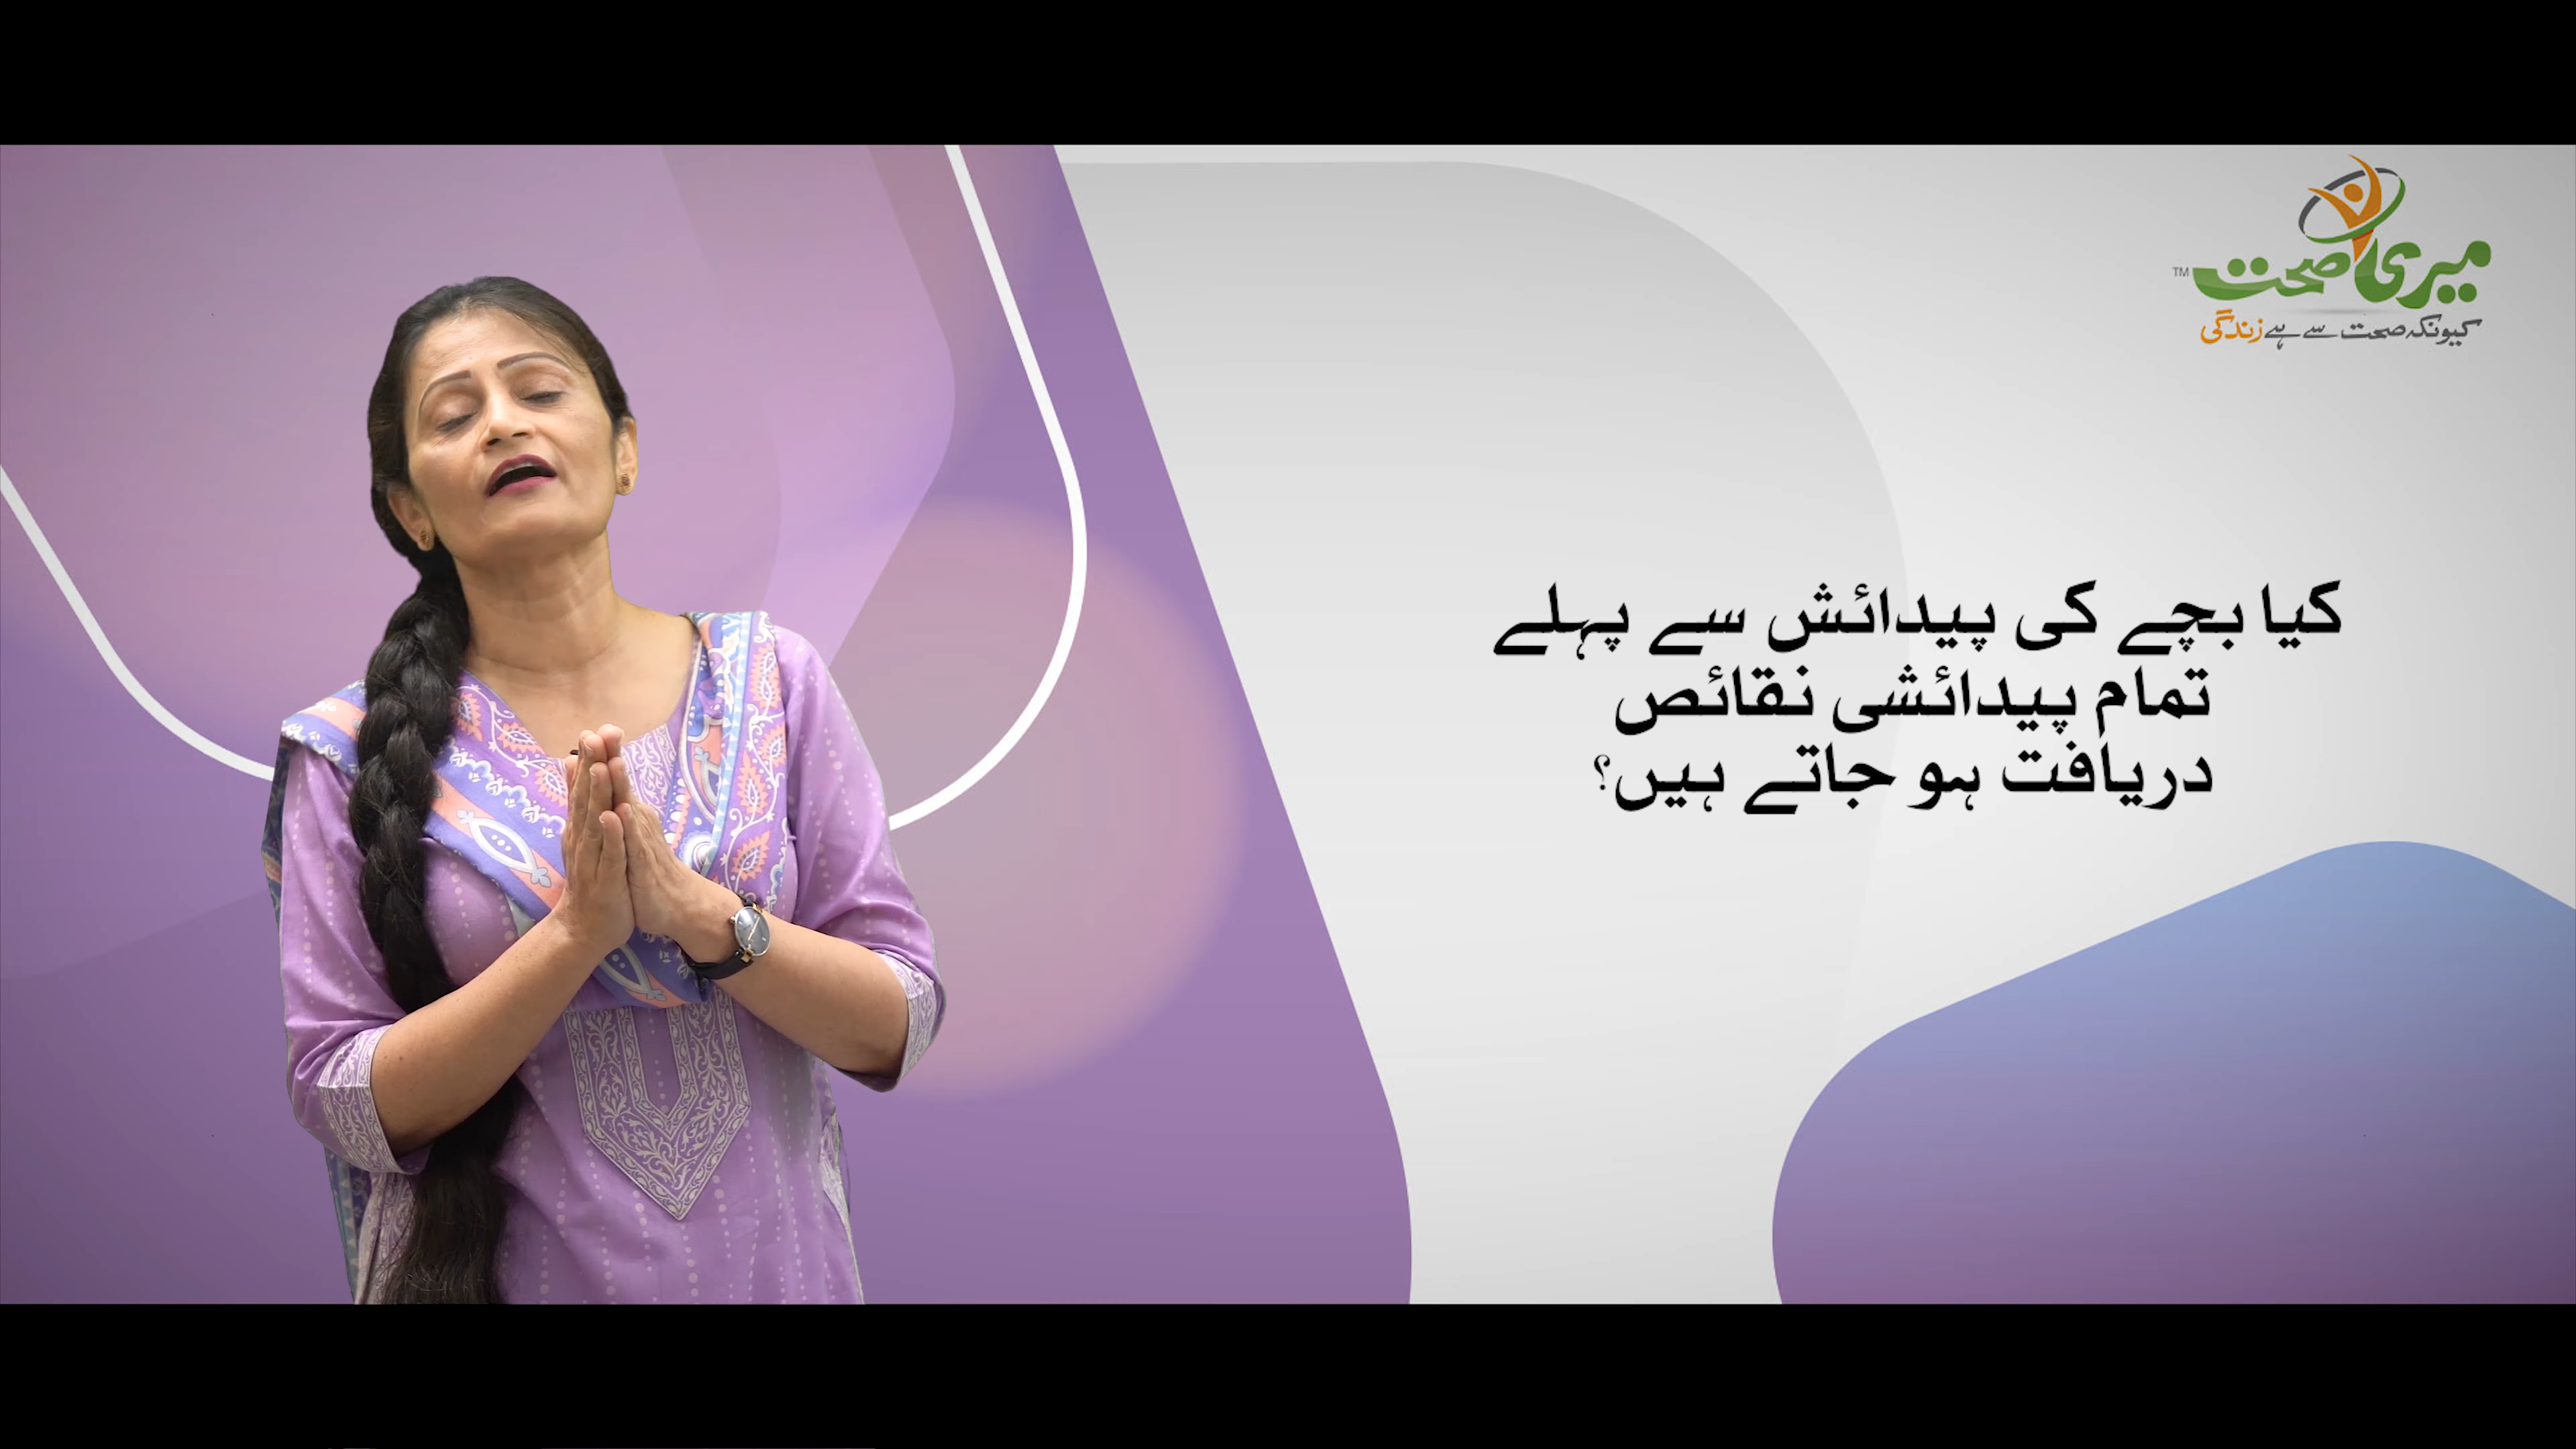 میری صحت TM
کیونکہ صحت سے ہے زندگی
کیا بچے کی پیدائش سے پہلے
تمام پیدائشی نقائص
دریافت ہو جاتے ہیں؟